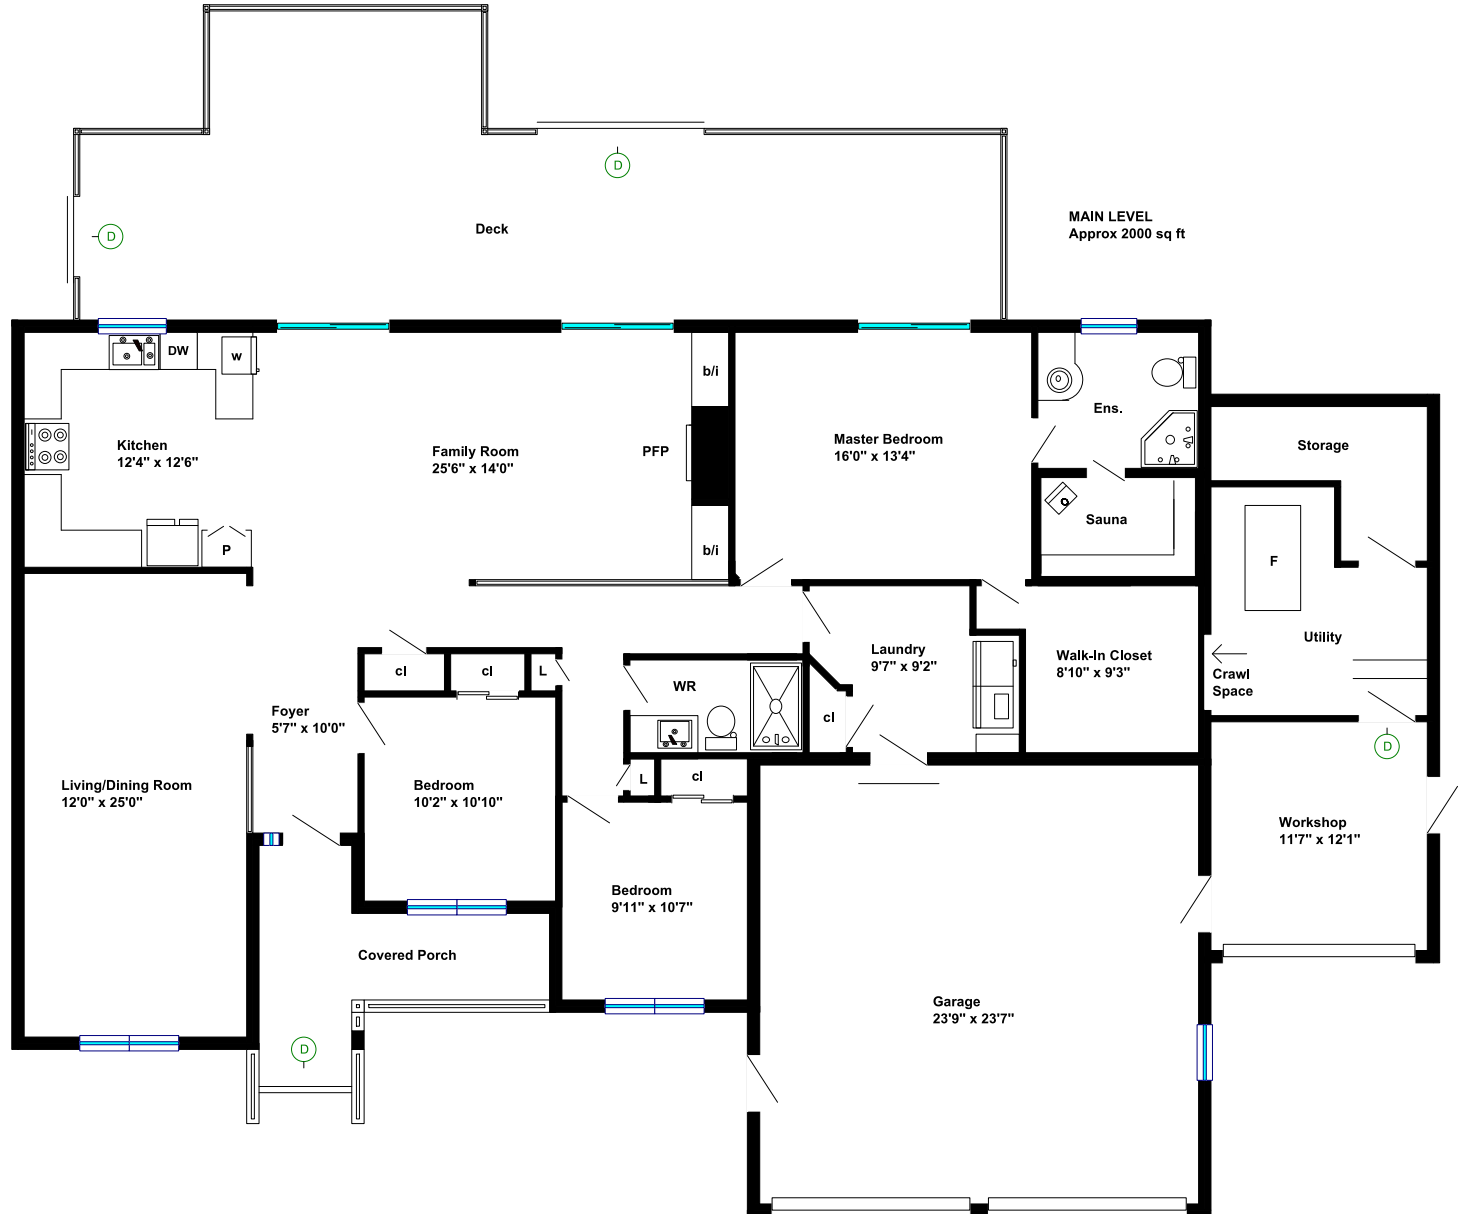 D
D
Deck
MAIN LEVEL
Approx 2000 sq ft
DW
w
b/i
Kitchen
12'4" x 12'6"
Family Room
25'6" x 14'0"
PFP
Master Bedroom
16'0" x 13'4"
Ens.
Storage
Sauna
P
b/i
F
Utility
Crawl
Space
cl
cl
L
WR
Laundry
9'7" x 9'2"
Walk-In Closet
8'10" x 9'3"
cl
Foyer
5'7" x 10'0"
D
Living/Dining Room
12'0" x 25'0"
Bedroom
10'2" x 10'10"
L
cl
Workshop
11'7" x 12'1"
Bedroom
9'11" x 10'7"
Covered Porch
Garage
23'9" x 23'7"
D